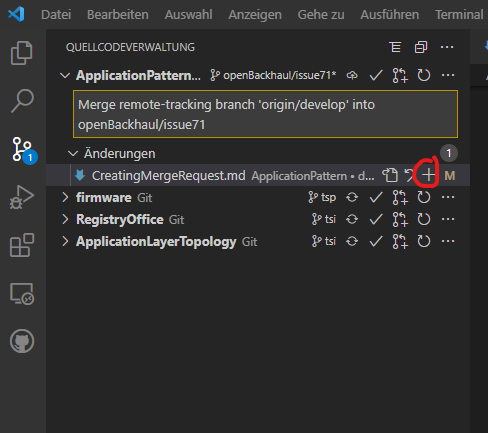 Datei Bearbeiten Auswahl Anzeigen Gehe zu Ausführen Terminal
QUELLCODEVERWALTUNG
ApplicationPattern... openBackhaul/issue71*
Merge remote-tracking branch 'origin/develop' into
openBackhaul/issue71
Änderungen 1
CreatingMergeRequest.md ApplicationPattern • d... M
1
firmware Git tsp
RegistryOffice Git tsi
ApplicationLayerTopology Git tsi